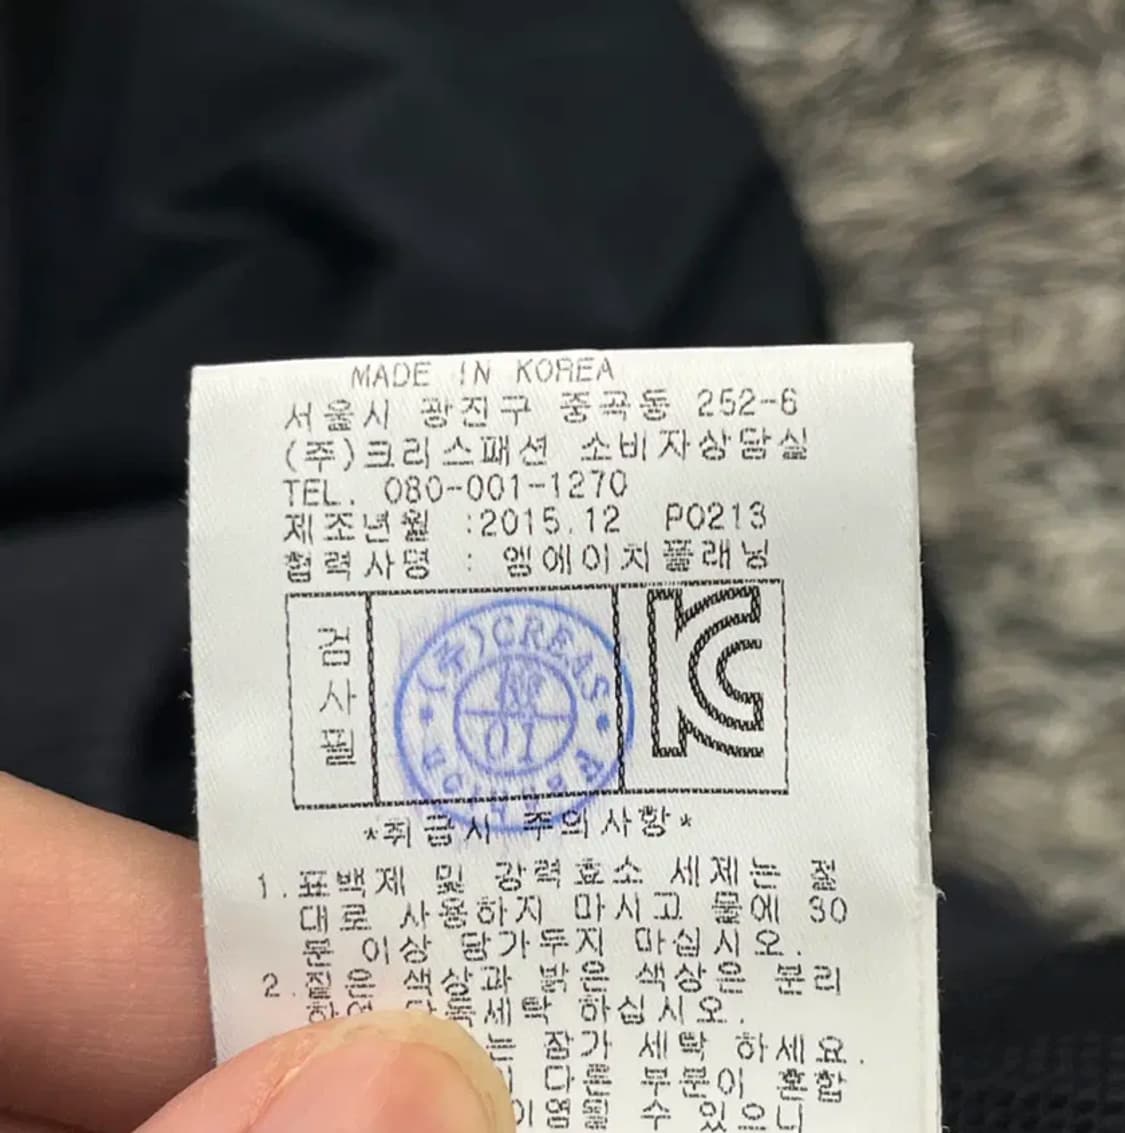 MADE IN KOREA
서울시 광진구 중곡동 252-6
(주)크리스패션 소비자상담실
TEL. 080-001-1270
제조년월 :2015.12 P0213
협력사명 : 엠에이치플래닝
검사필
(주)CREAS
01
KC
*취급시 주의사항*
1.표백제 및 강력효소 세제는 절
대로 사용하지 마시고 물에 30
분 이상 담가두지 마십시오.
2.짙은 색상과 밝은 색상은 분리
하여 단독세탁 하십시오.
는 잠가 세탁 하세요.
다른 부분이 혼합
이염될 수 있으니